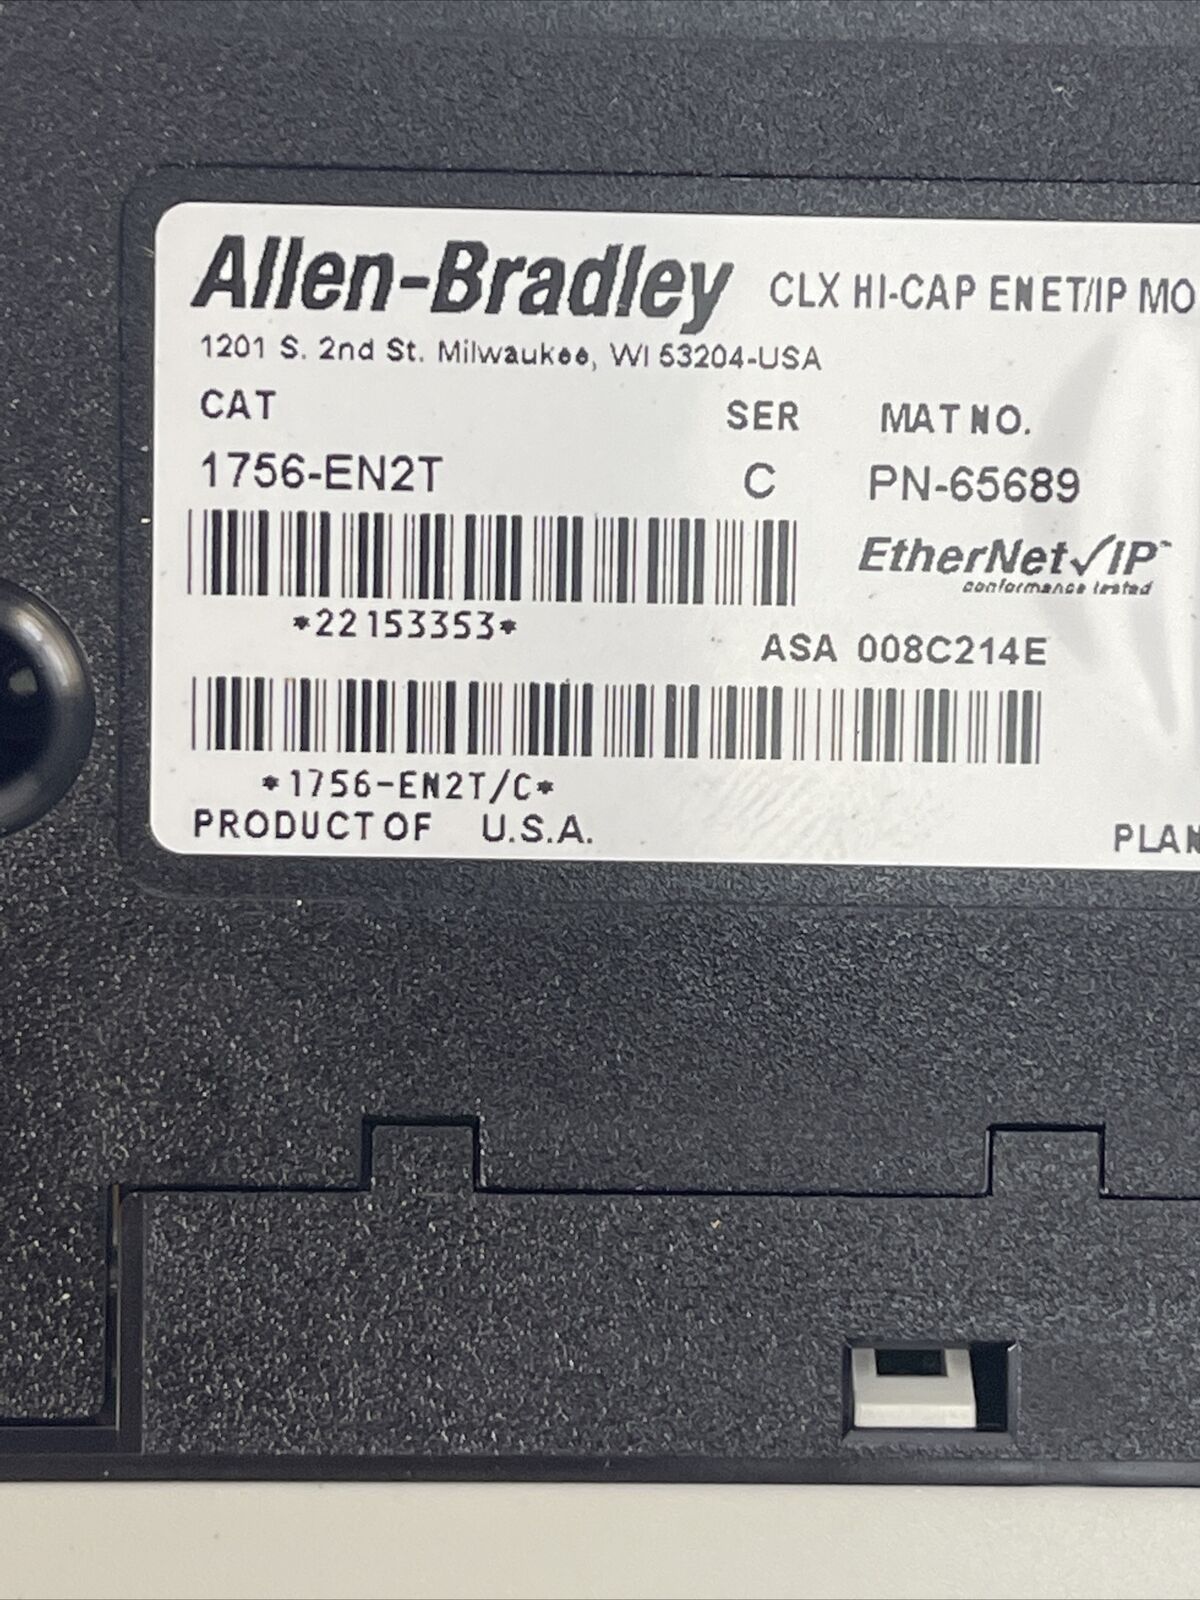 Allen-Bradley CLX HI-CAP ENET/IP MO
1201 S. 2nd St. Milwaukee, WI 53204-USA
CAT SER MAT NO.
1756-EN2T C PN-65689
EtherNet/IP™
conformance tested
*22153353*
ASA 008C214E
*1756-EN2T/C*
PRODUCT OF U.S.A.
PLAN